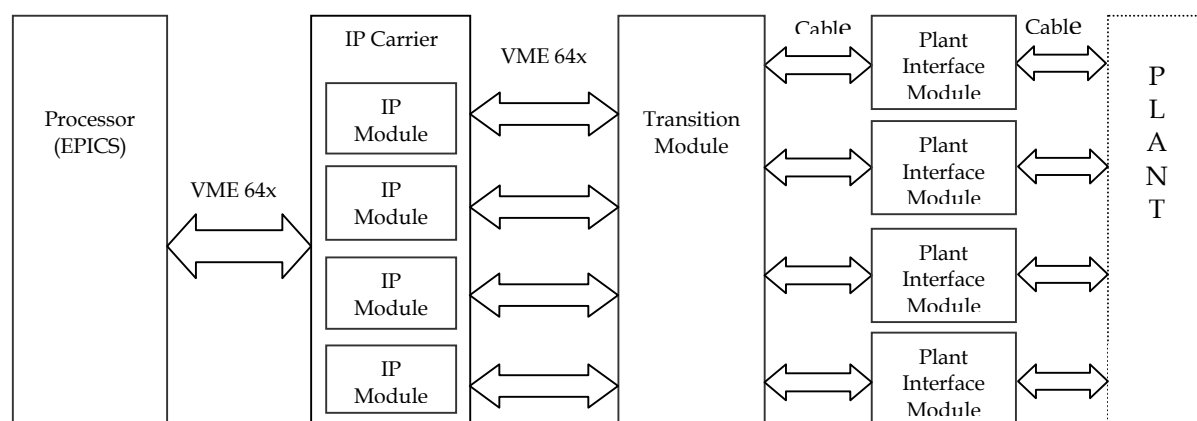 Processor
(EPICS)
VME 64x
IP Carrier
IP
Module
IP
Module
IP
Module
IP
Module
VME 64x
Transition
Module
Cable
Plant
Interface
Module
Plant
Interface
Module
Plant
Interface
Module
Plant
Interface
Module
Cable
P
L
A
N
T